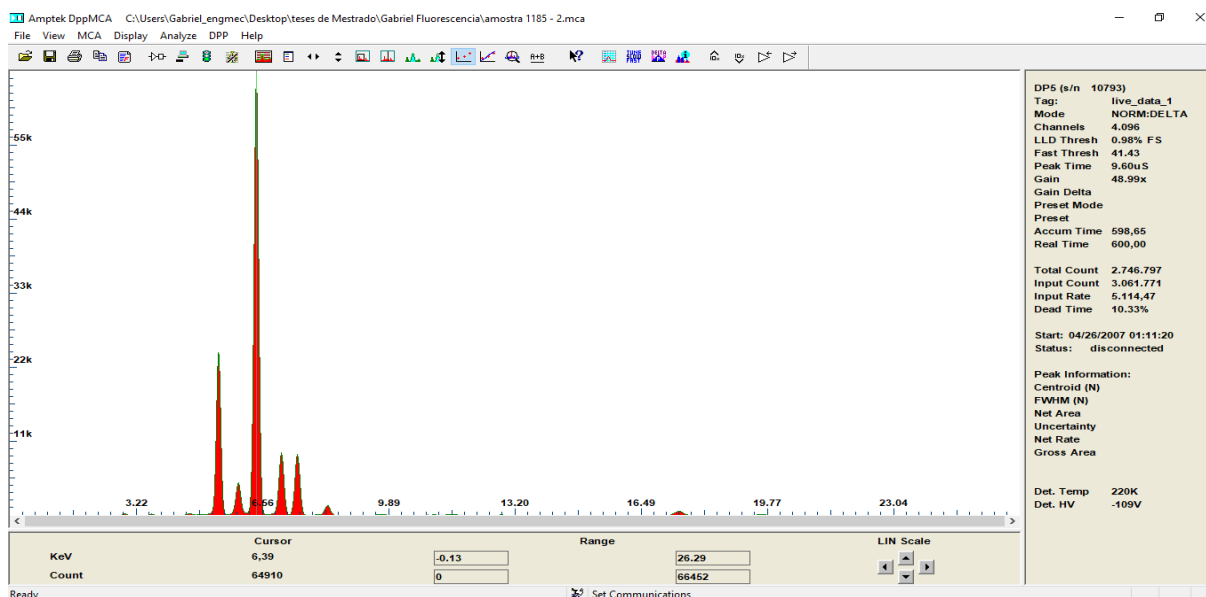 Amptek DppMCA C:\Users\Gabriel_engmec\Desktop\teses de Mestrado\Gabriel Fluorescencia\amostra 1185 - 2.mca
File View MCA Display Analyze DPP Help
55k
44k
33k
22k
11k
3.22 6.56 9.89 13.20 16.49 19.77 23.04
DP5 (s/n 10793)
Tag: live_data_1
Mode NORM:DELTA
Channels 4.096
LLD Thresh 0.98% FS
Fast Thresh 41.43
Peak Time 9.60uS
Gain 48.99x
Gain Delta
Preset Mode
Preset
Accum Time 598,65
Real Time 600,00
Total Count 2.746.797
Input Count 3.061.771
Input Rate 5.114,47
Dead Time 10.33%
Start: 04/26/2007 01:11:20
Status: disconnected
Peak Information:
Centroid (N)
FWHM (N)
Net Area
Uncertainty
Net Rate
Gross Area
Det. Temp 220K
Det. HV -109V
Cursor Range LIN Scale
KeV 6,39 -0.13 26.29
Count 64910 0 66452
Ready Set Communications